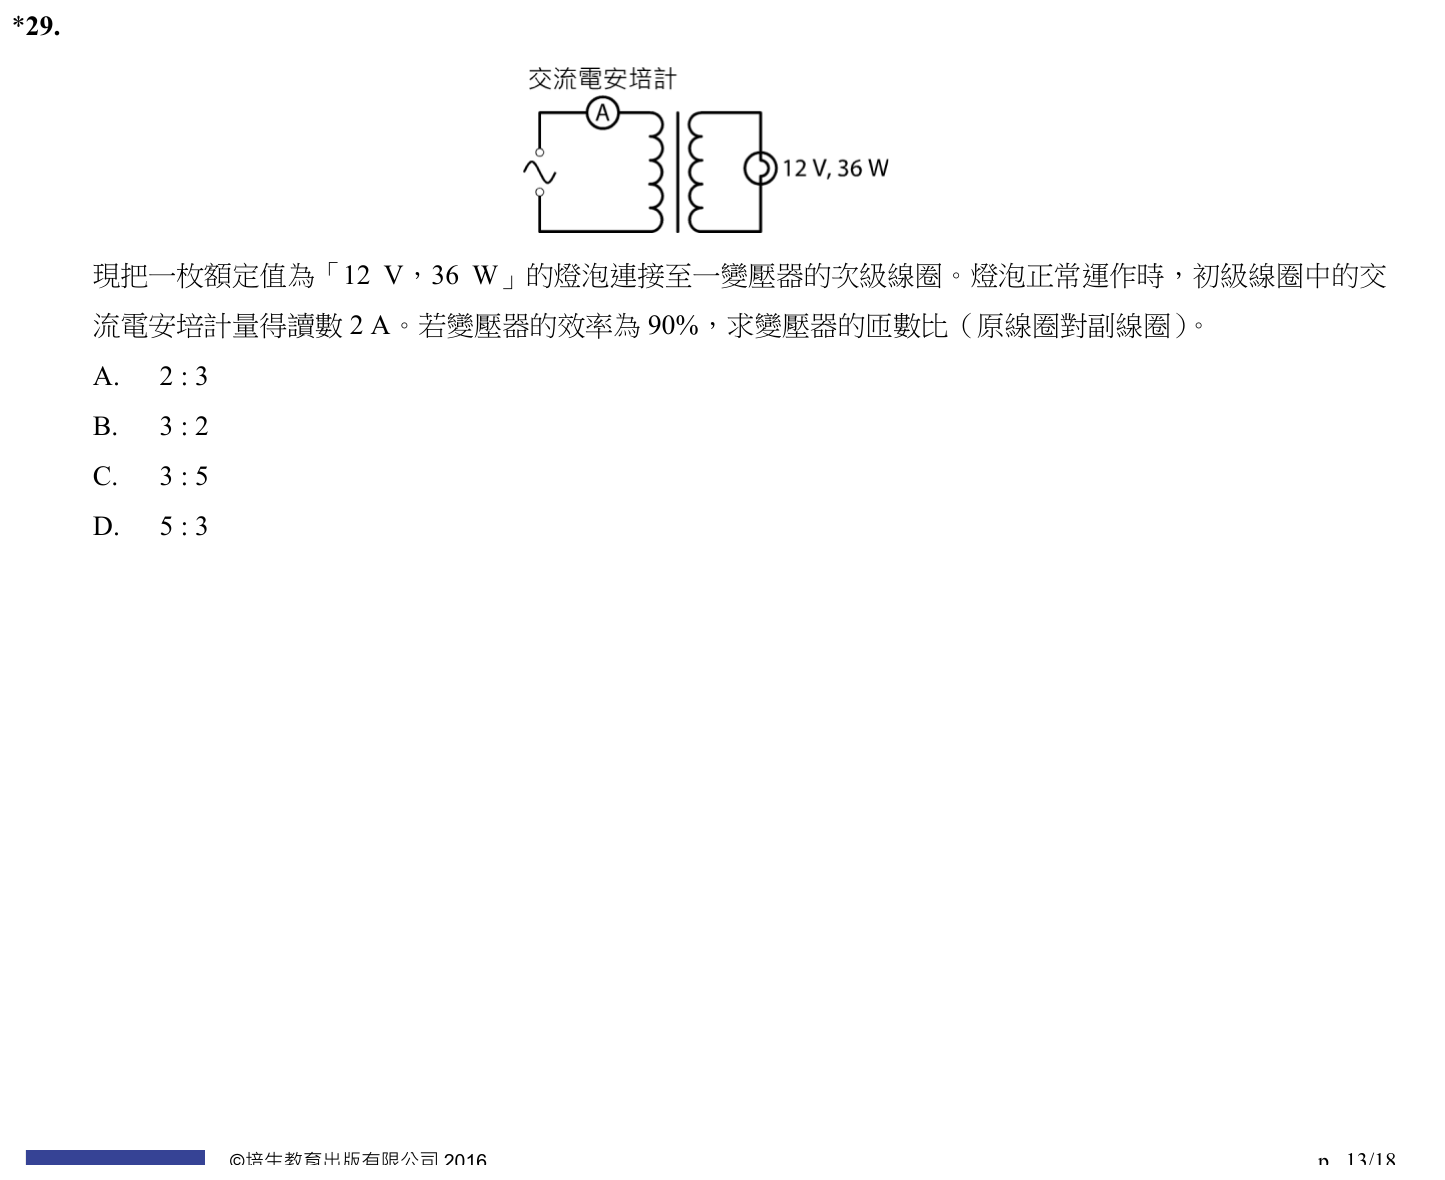 *29.
交流電安培計
A
12 V, 36 W
現把一枚額定值為「12 V,36 W」的燈泡連接至一變壓器的次級線圈。燈泡正常運作時,初級線圈中的交
流電安培計量得讀數 2 A。若變壓器的效率為 90%,求變壓器的匝數比(原線圈對副線圈)。
A. 2 : 3
B. 3 : 2
C. 3 : 5
D. 5 : 3
©培生教育出版有限公司 2016
p. 13/18